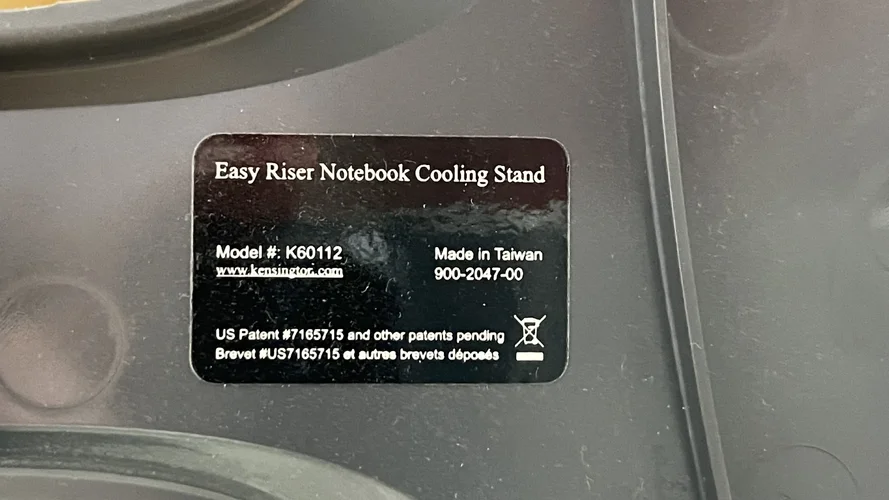 Easy Riser Notebook Cooling Stand
Model #: K60112
www.kensington.com
Made in Taiwan
900-2047-00
US Patent #7165715 and other patents pending
Brevet #US7165715 et autres brevets déposés